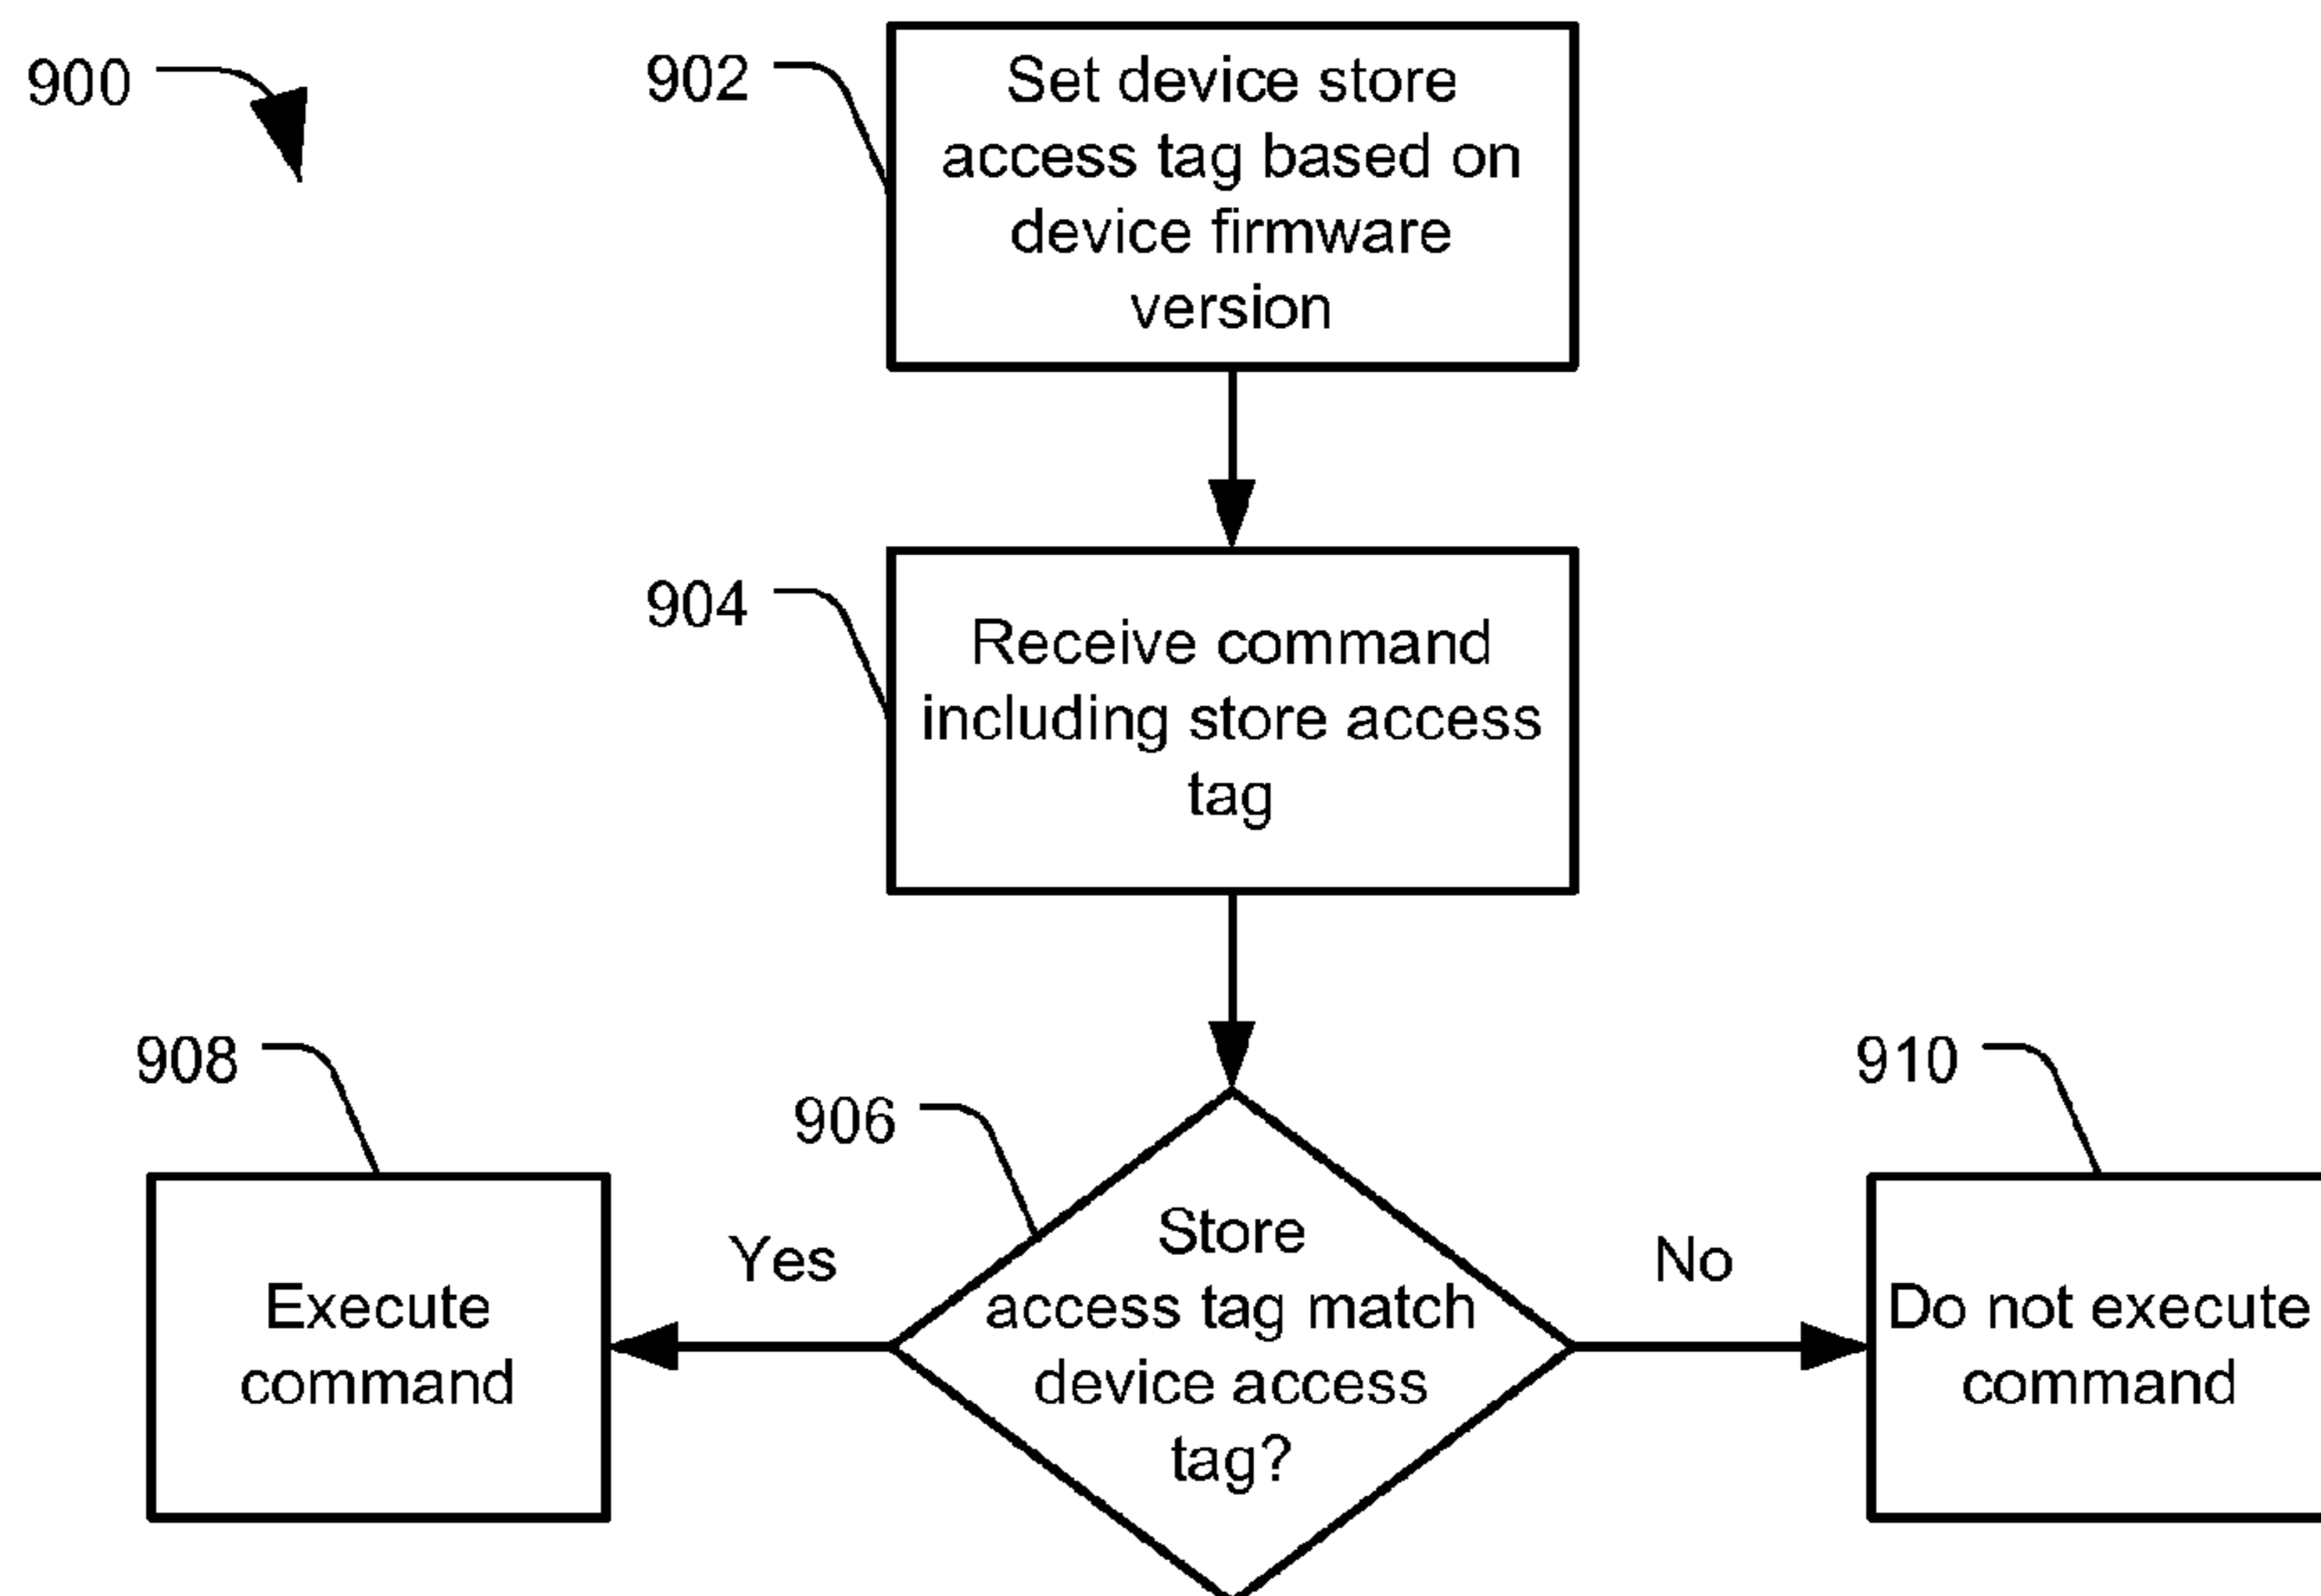 900
902
Set device store
access tag based on
device firmware
version
904
Receive command
including store access
tag
906
Store
access tag match
device access
tag?
Yes
908
Execute
command
No
910
Do not execute
command